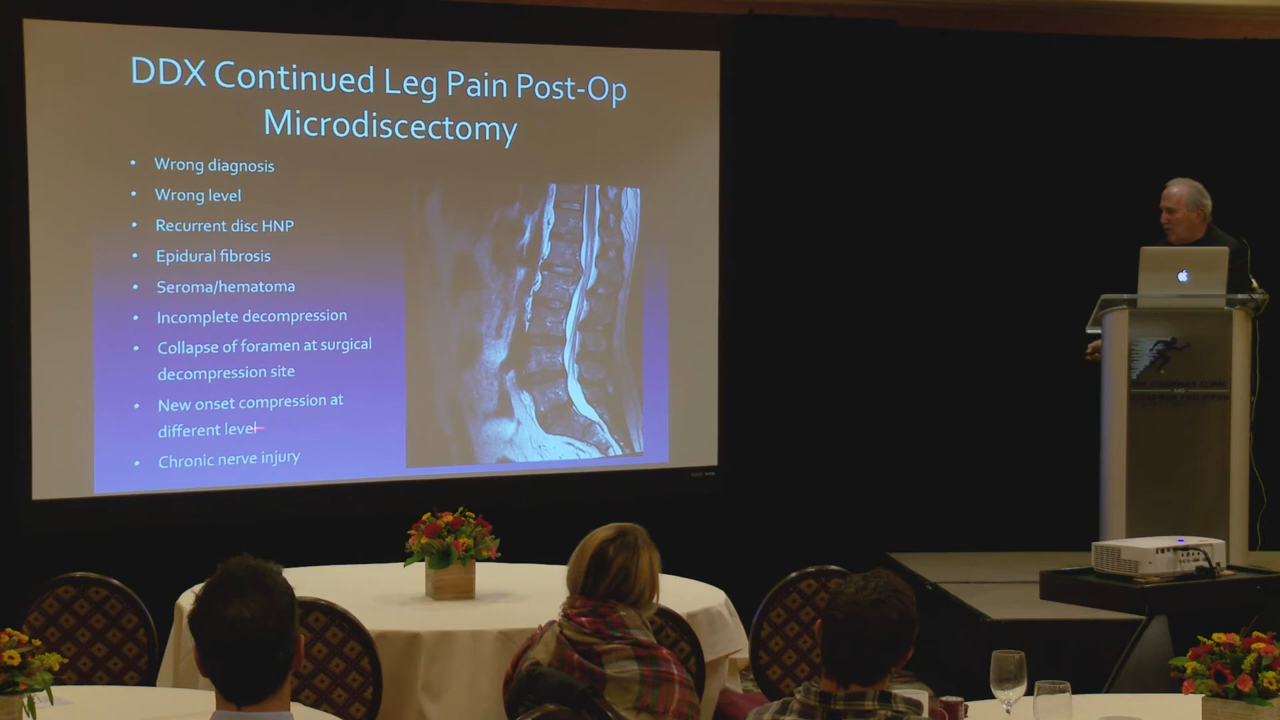 DDX Continued Leg Pain Post-Op
Microdiscectomy
• Wrong diagnosis
• Wrong level
• Recurrent disc HNP
• Epidural fibrosis
• Seroma/hematoma
• Incomplete decompression
• Collapse of foramen at surgical
decompression site
• New onset compression at
different level
• Chronic nerve injury